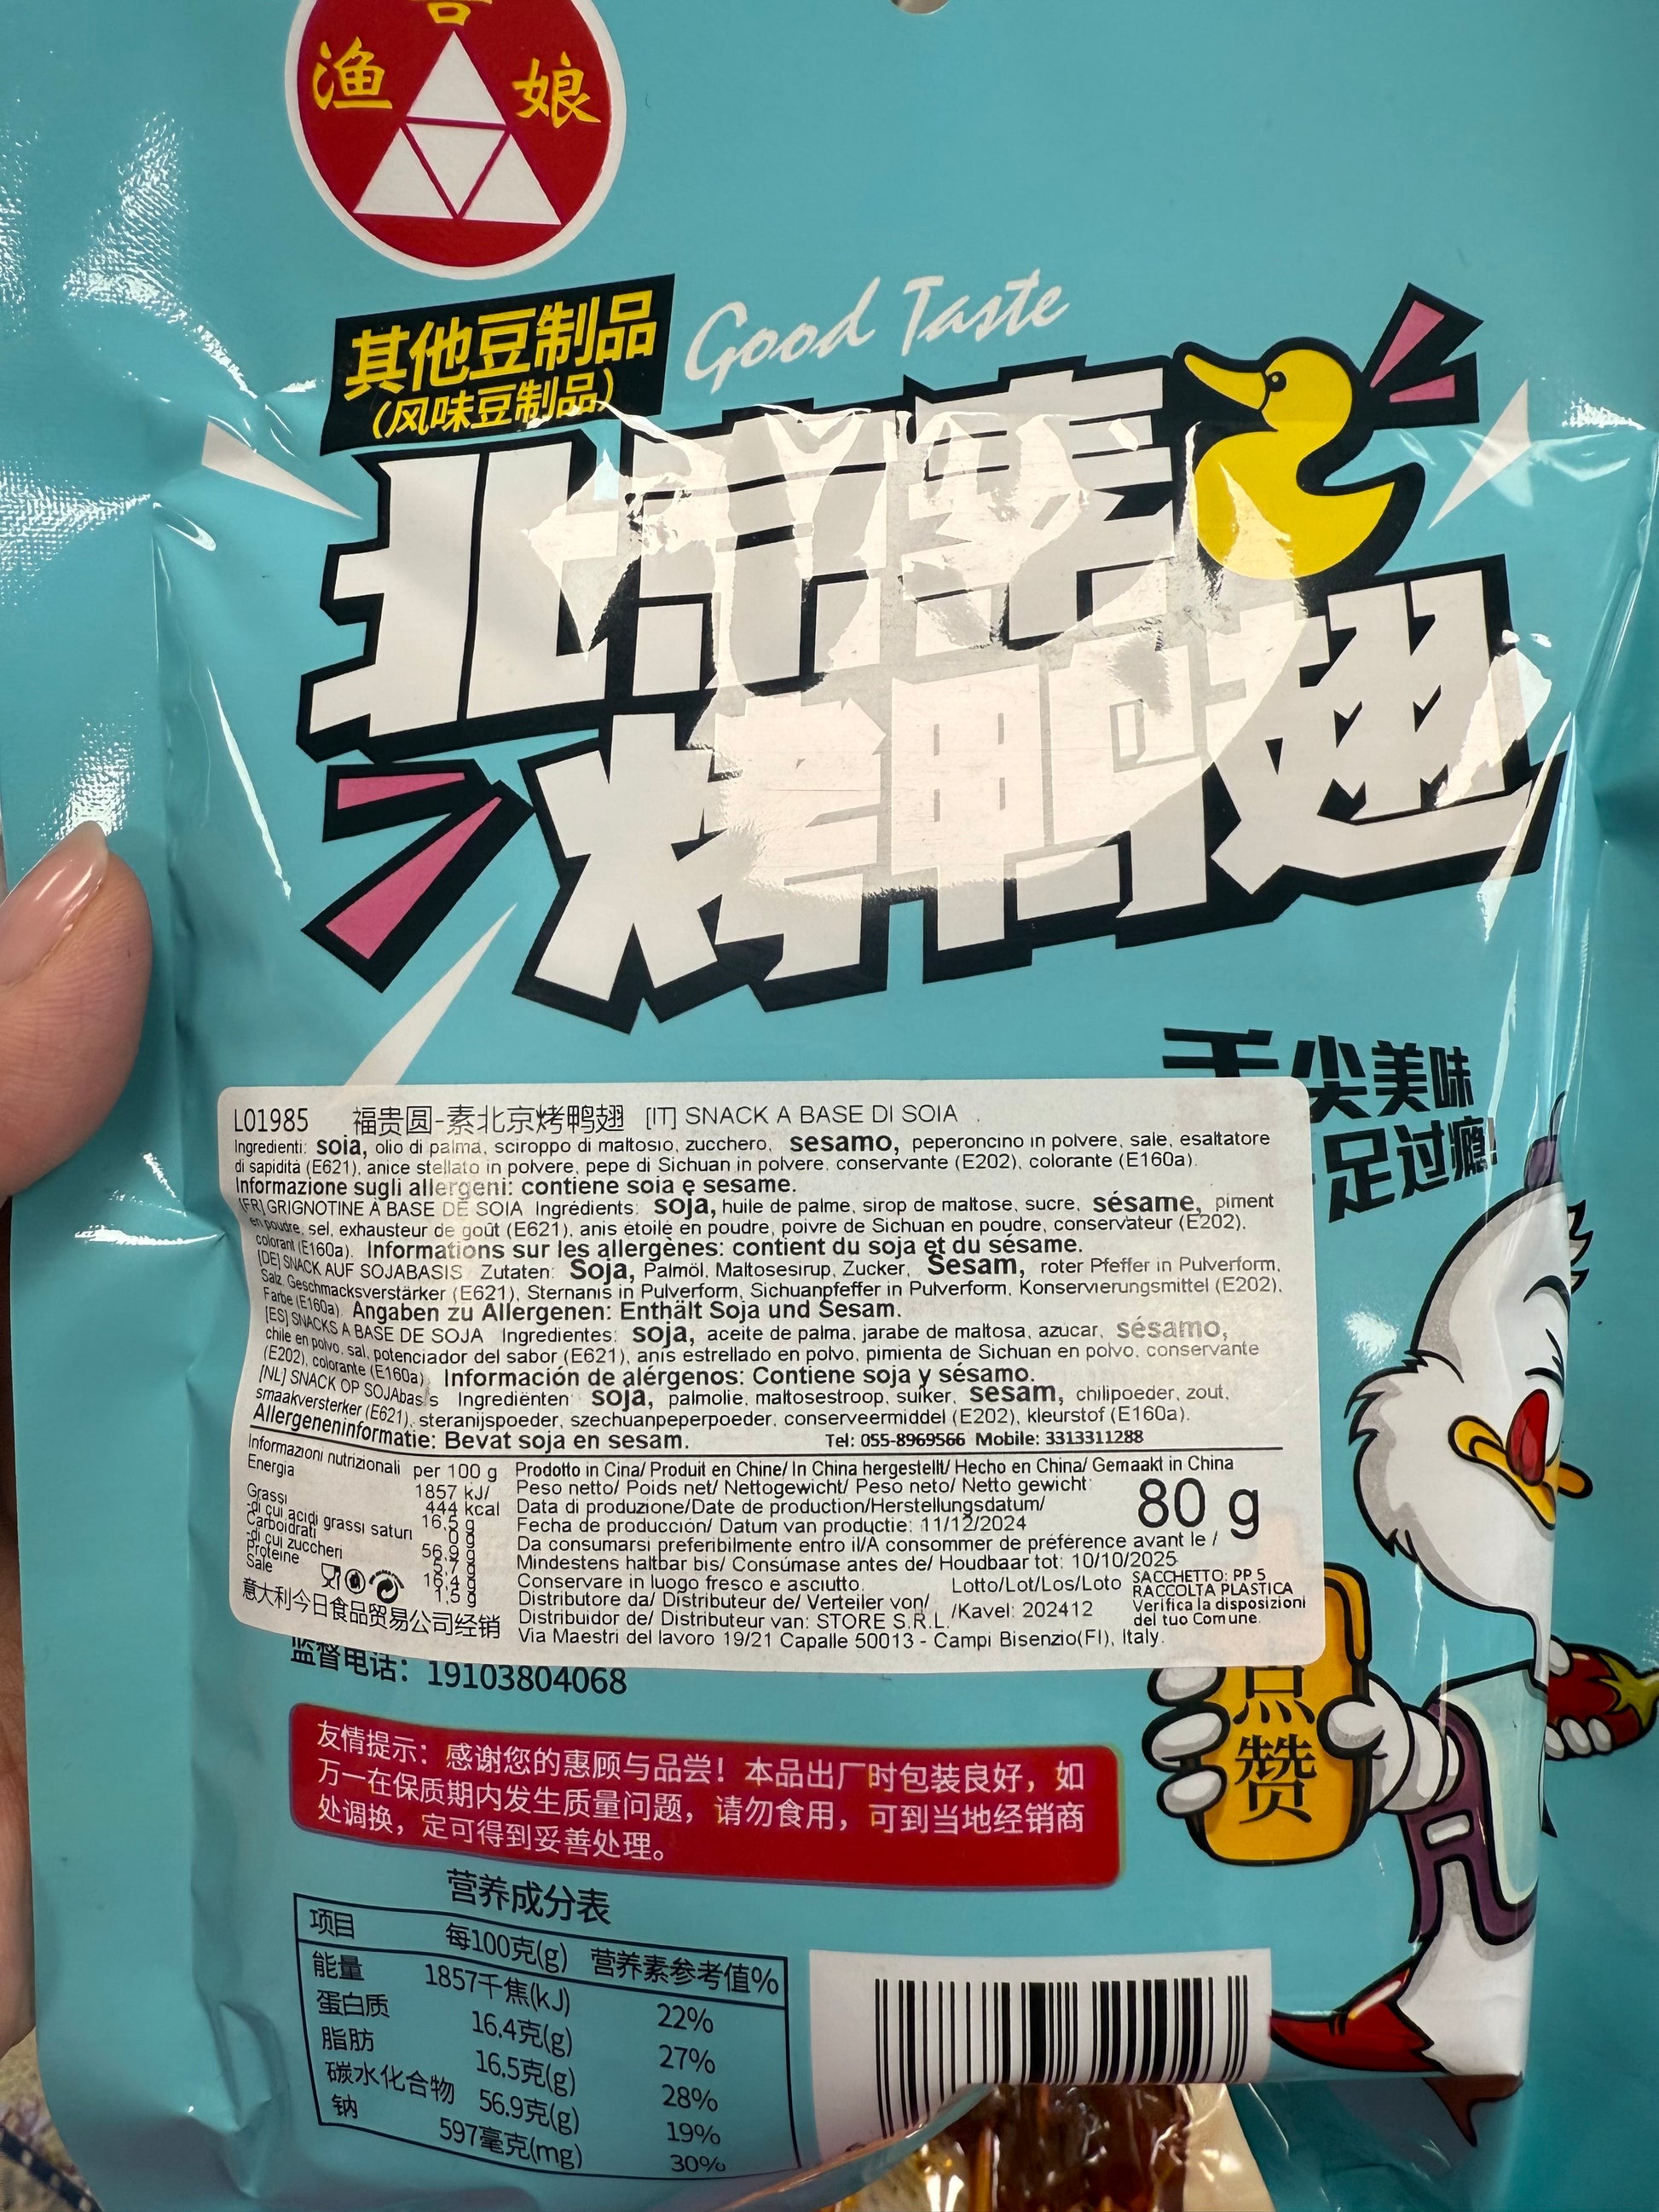 渔 娘
其他豆制品
(风味豆制品)
Good Taste
北京素
烤鸭翅
舌尖美味
足过瘾!
L01985 福贵圆-素北京烤鸭翅 [IT] SNACK A BASE DI SOIA
Ingredienti: soia, olio di palma, sciroppo di maltosio, zucchero, sesamo, peperoncino in polvere, sale, esaltatore
di sapidità (E621), anice stellato in polvere, pepe di Sichuan in polvere, conservante (E202), colorante (E160a).
Informazione sugli allergeni: contiene soia e sesame.
[FR] GRIGNOTINE À BASE DE SOIA Ingrédients: soja, huile de palme, sirop de maltose, sucre, sésame, piment
en poudre, sel, exhausteur de goût (E621), anis étoilé en poudre, poivre de Sichuan en poudre, conservateur (E202),
colorant (E160a). Informations sur les allergènes: contient du soja et du sésame.
[DE] SNACK AUF SOJABASIS Zutaten: Soja, Palmöl, Maltosesirup, Zucker, Sesam, roter Pfeffer in Pulverform,
Salz, Geschmacksverstärker (E621), Sternanis in Pulverform, Sichuanpfeffer in Pulverform, Konservierungsmittel (E202),
Farbe (E160a). Angaben zu Allergenen: Enthält Soja und Sesam.
[ES] SNACKS A BASE DE SOJA Ingredientes: soja, aceite de palma, jarabe de maltosa, azúcar, sésamo,
chile en polvo, sal, potenciador del sabor (E621), anís estrellado en polvo, pimienta de Sichuan en polvo, conservante
(E202), colorante (E160a). Información de alérgenos: Contiene soja y sésamo.
[NL] SNACK OP SOJAbasis Ingrediënten: soja, palmolie, maltosestroop, suiker, sesam, chilipoeder, zout,
smaakversterker (E621), steranijspoeder, szechuanpeperpoeder, conserveermiddel (E202), kleurstof (E160a).
Allergeneninformatie: Bevat soja en sesam. Tel: 055-8969566 Mobile: 3313311288
Informazioni nutrizionali per 100 g
Energia 1857 kJ/
444 kcal
Grassi 16,5 g
-di cui acidi grassi saturi 0 g
Carboidrati 56,9 g
-di cui zuccheri 5,7 g
Proteine 16,4 g
Sale 1,5 g
意大利今日食品贸易公司经销
Prodotto in Cina/ Produit en Chine/ In China hergestellt/ Hecho en China/ Gemaakt in China
Peso netto/ Poids net/ Nettogewicht/ Peso neto/ Netto gewicht:
80 g
Data di produzione/Date de production/Herstellungsdatum/
Fecha de producción/ Datum van productie: 11/12/2024
Da consumarsi preferibilmente entro il/A consommer de préférence avant le /
Mindestens haltbar bis/ Consúmase antes de/ Houdbaar tot: 10/10/2025
Conservare in luogo fresco e asciutto.
Distributore da/ Distributeur de/ Verteiler von/
Distribuidor de/ Distributeur van: STORE S.R.L.
Via Maestri del lavoro 19/21 Capalle 50013 - Campi Bisenzio(FI), Italy.
Lotto/Lot/Los/Loto
/Kavel: 202412
SACCHETTO: PP 5
RACCOLTA PLASTICA
Verifica la disposizioni
del tuo Comune.
监督电话：19103804068
点赞
友情提示：感谢您的惠顾与品尝！本品出厂时包装良好，如
万一在保质期内发生质量问题，请勿食用，可到当地经销商
处调换，定可得到妥善处理。
营养成分表
项目 每100克(g) 营养素参考值%
能量 1857千焦(kJ) 22%
蛋白质 16.4克(g) 27%
脂肪 16.5克(g) 28%
碳水化合物 56.9克(g) 19%
钠 597毫克(mg) 30%